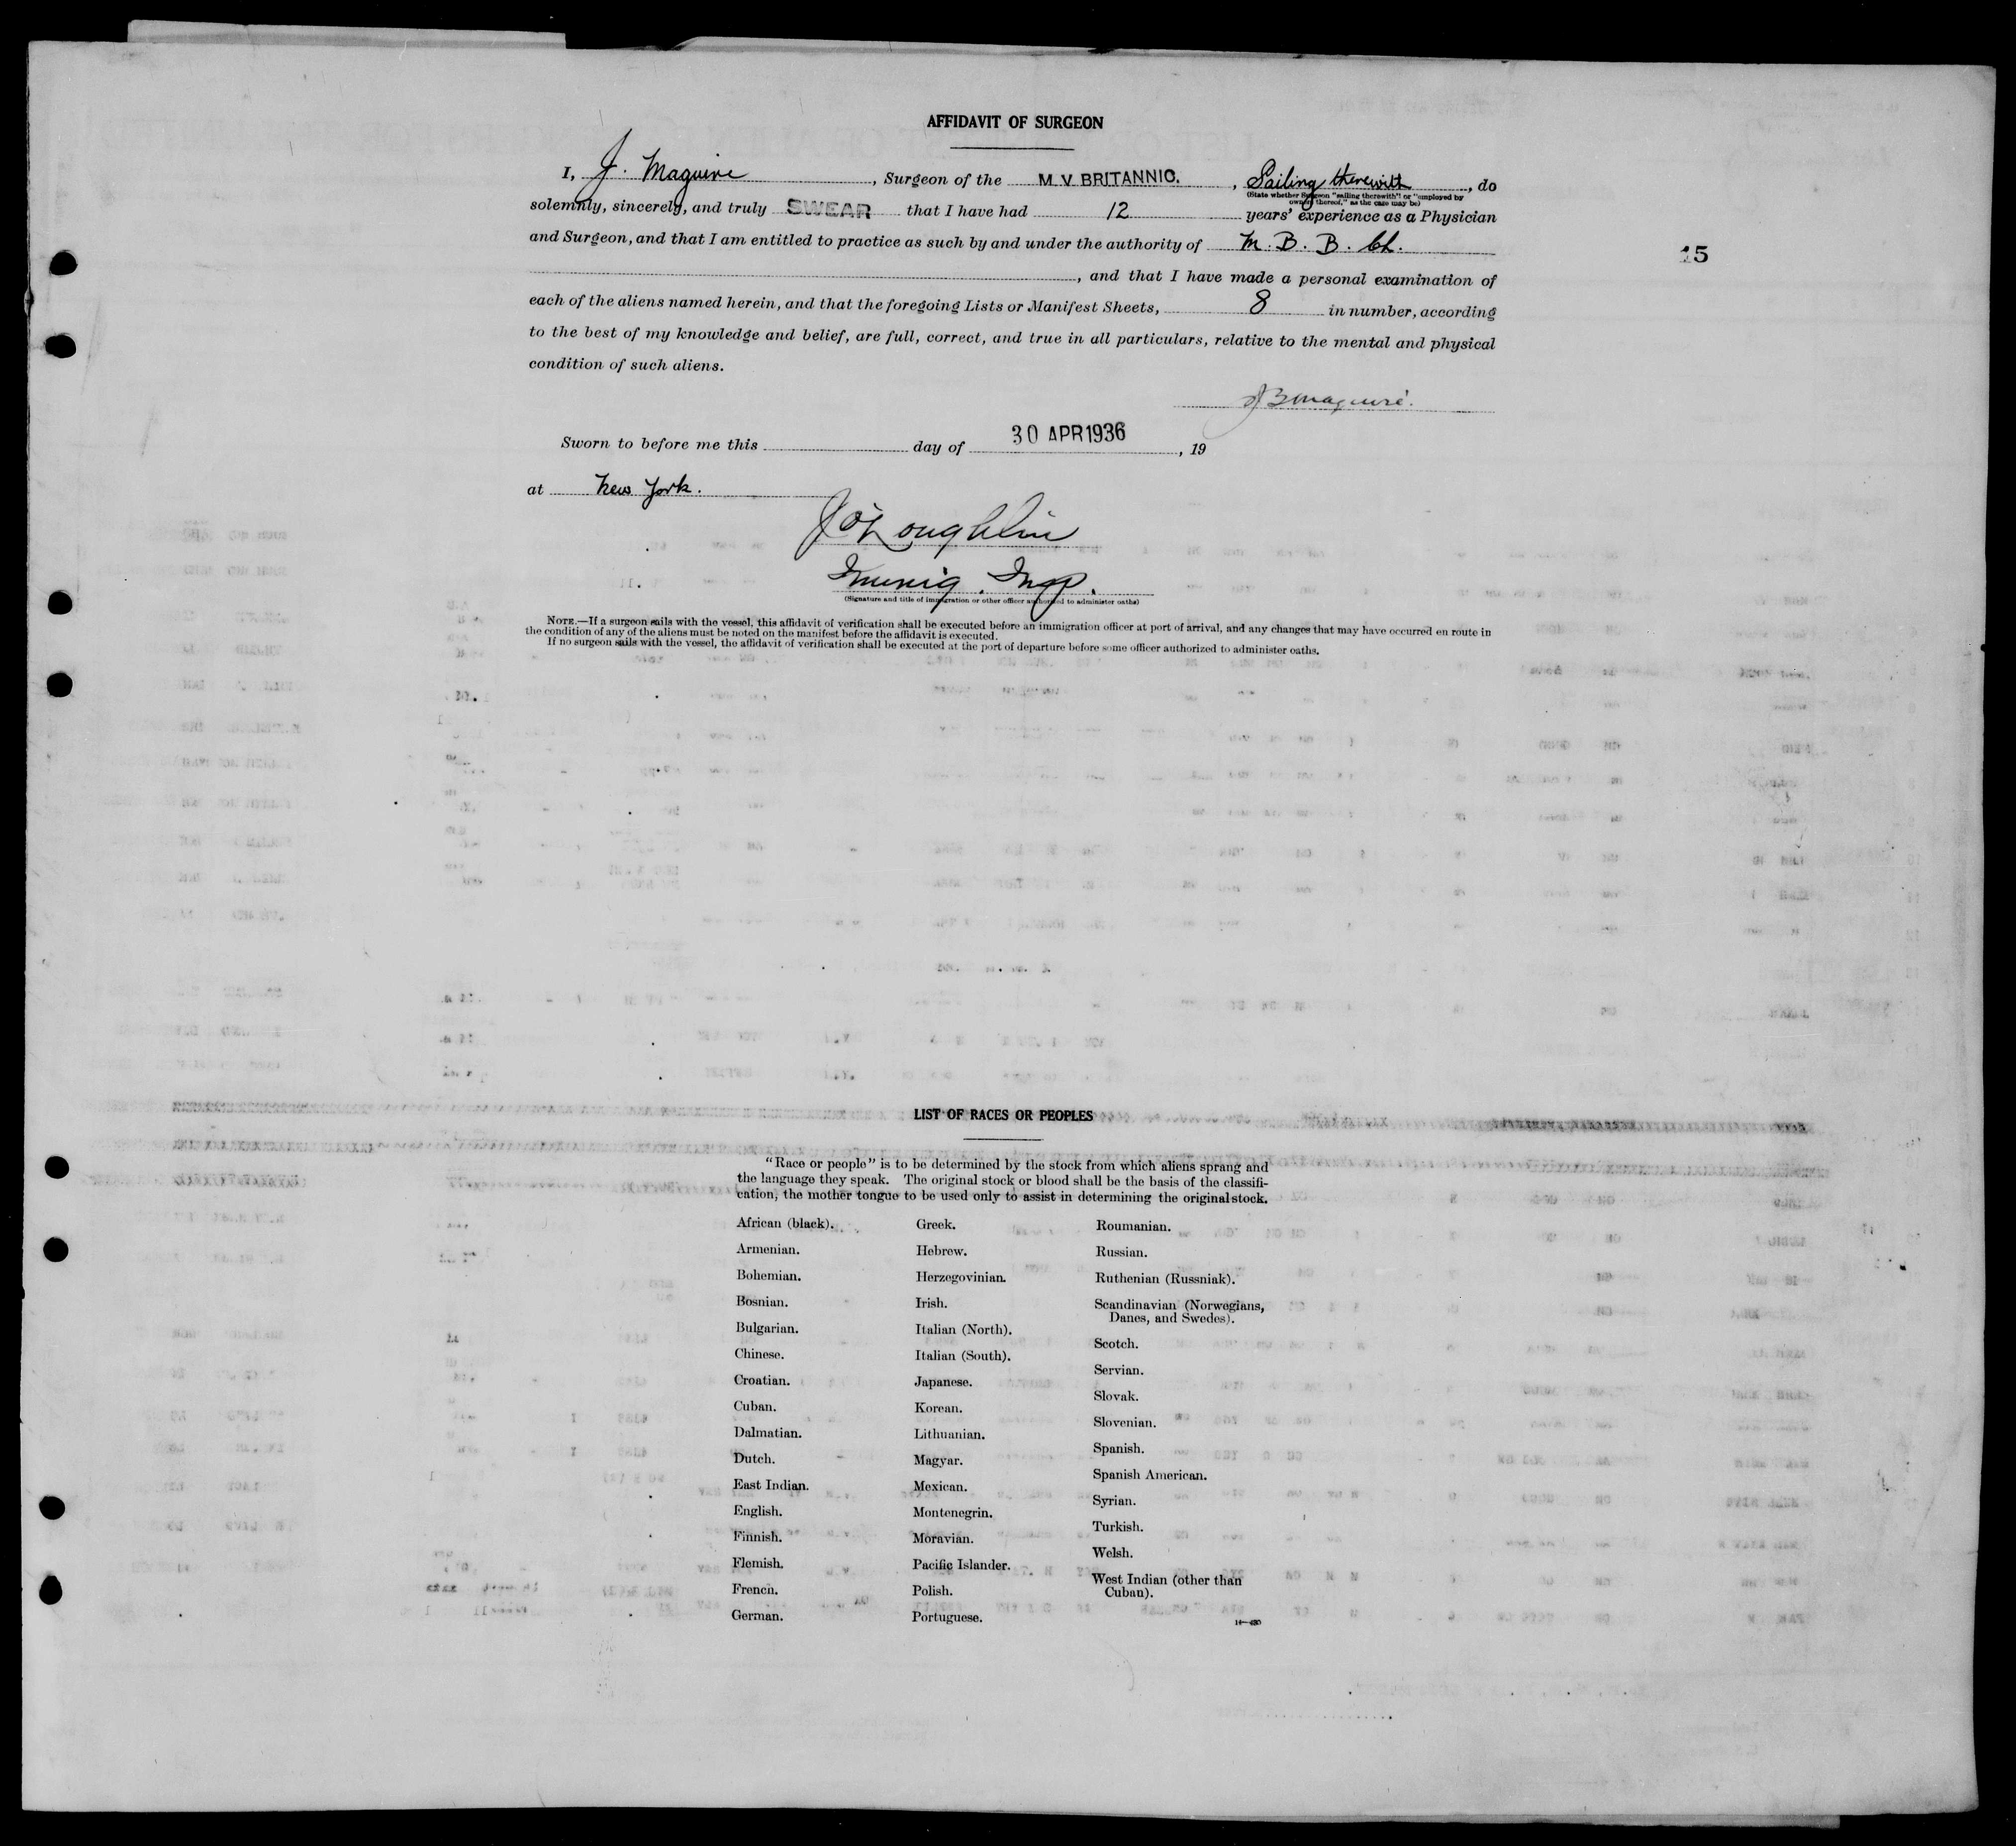 AFFIDAVIT OF SURGEON
15
I, J. Maguire, Surgeon of the M.V. BRITANNIC., Sailing therewith, do
(State whether Surgeon "sailing therewith" or "employed by
owners thereof," as the case may be)
solemnly, sincerely, and truly SWEAR that I have had 12 years' experience as a Physician
and Surgeon, and that I am entitled to practice as such by and under the authority of M. B. B. Ch.
, and that I have made a personal examination of
each of the aliens named herein, and that the foregoing Lists or Manifest Sheets, 8 in number, according
to the best of my knowledge and belief, are full, correct, and true in all particulars, relative to the mental and physical
condition of such aliens.
JB Maguire.
Sworn to before me this day of 30 APR 1936, 19
at New York.
J O'Loughlin
Immig. Insp.
(Signature and title of immigration or other officer authorized to administer oaths)
NOTE.—If a surgeon sails with the vessel, this affidavit of verification shall be executed before an immigration officer at port of arrival, and any changes that may have occurred en route in
the condition of any of the aliens must be noted on the manifest before the affidavit is executed.
If no surgeon sails with the vessel, the affidavit of verification shall be executed at the port of departure before some officer authorized to administer oaths.
LIST OF RACES OR PEOPLES
"Race or people" is to be determined by the stock from which aliens sprang and
the language they speak. The original stock or blood shall be the basis of the classifi-
cation, the mother tongue to be used only to assist in determining the original stock.
African (black).
Armenian.
Bohemian.
Bosnian.
Bulgarian.
Chinese.
Croatian.
Cuban.
Dalmatian.
Dutch.
East Indian.
English.
Finnish.
Flemish.
French.
German.
Greek.
Hebrew.
Herzegovinian.
Irish.
Italian (North).
Italian (South).
Japanese.
Korean.
Lithuanian.
Magyar.
Mexican.
Montenegrin.
Moravian.
Pacific Islander.
Polish.
Portuguese.
Roumanian.
Russian.
Ruthenian (Russniak).
Scandinavian (Norwegians,
Danes, and Swedes).
Scotch.
Servian.
Slovak.
Slovenian.
Spanish.
Spanish American.
Syrian.
Turkish.
Welsh.
West Indian (other than
Cuban).